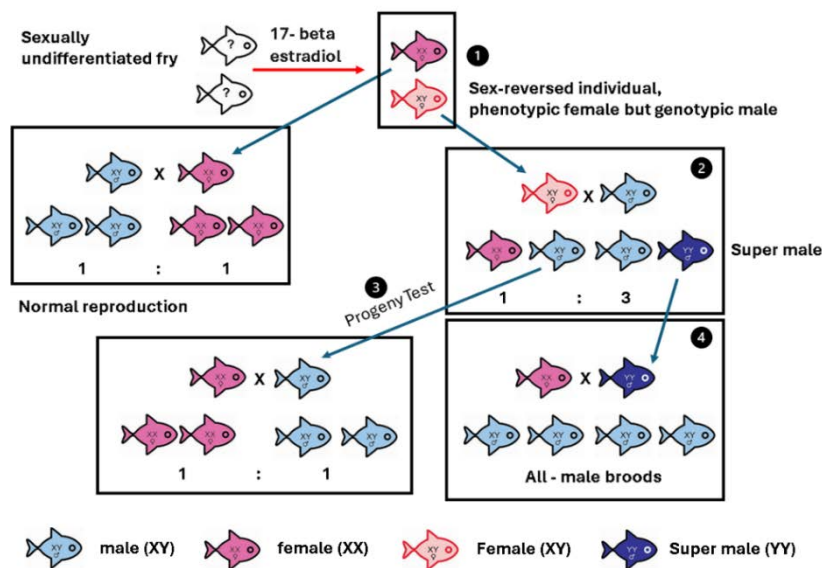 Sexually
undifferentiated fry
?
?
17- beta
estradiol
XX
♀
XY
♀
1
Sex-reversed individual,
phenotypic female but genotypic male
XY
♂
X
XX
♀
XY
♂
XY
♂
XX
♀
XX
♀
1 : 1
Normal reproduction
2
XY
♀
X
XY
♂
XX
♀
XY
♂
XY
♂
YY
♂
1 : 3
Super male
3
Progeny Test
XX
♀
X
XY
♂
XX
♀
XX
♀
XY
♂
XY
♂
1 : 1
4
XX
♀
X
YY
♂
XY
♂
XY
♂
XY
♂
XY
♂
All - male broods
XY
♂
male (XY)
XX
♀
female (XX)
XY
♀
Female (XY)
YY
♂
Super male (YY)